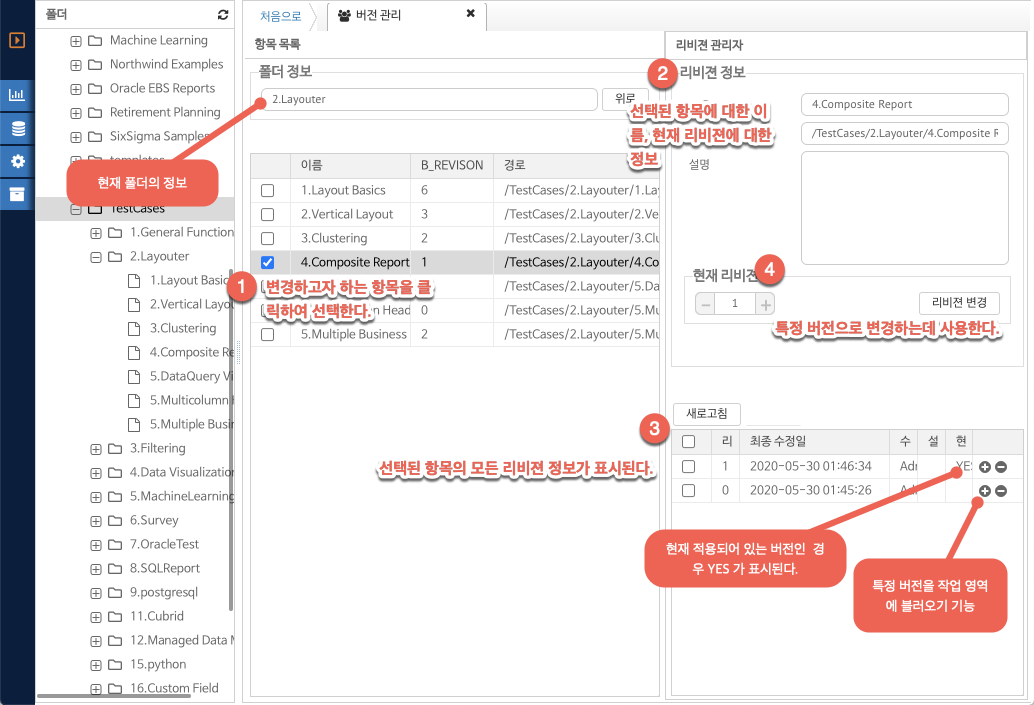 폴더
Machine Learning
Northwind Examples
Oracle EBS Reports
Retirement Planning
SixSigma Samples
templates
현재 폴더의 정보
TestCases
1.General Function
2.Layouter
1.Layout Basic
2.Vertical Layou
3.Clustering
4.Composite Re
5.DataQuery Vi
5.Multicolumn H
5.Multiple Busin
3.Filtering
4.Data Visualization
5.MachineLearning
6.Survey
7.OracleTest
8.SQLReport
9.postgresql
11.Cubrid
12.Managed Data M
15.python
16.Custom Field
처음으로
버전 관리
항목 목록
폴더 정보
2.Layouter
위로
이름 B_REVISON 경로
1.Layout Basics 6 /TestCases/2.Layouter/1.La
2.Vertical Layout 3 /TestCases/2.Layouter/2.Ve
3.Clustering 2 /TestCases/2.Layouter/3.Clu
4.Composite Report 1 /TestCases/2.Layouter/4.Co
/TestCases/2.Layouter/5.Da
n Head 0 /TestCases/2.Layouter/5.Mu
5.Multiple Business 2 /TestCases/2.Layouter/5.Mu
1
변경하고자 하는 항목을 클
릭하여 선택한다.
리비젼 관리자
리비젼 정보
2
선택된 항목에 대한 이
름, 현재 리비젼에 대한
정보
4.Composite Report
/TestCases/2.Layouter/4.Composite R
설명
현재 리비젼
4
1
리비젼 변경
특정 버전으로 변경하는데 사용한다.
새로고침
3
리 최종 수정일 수 설 현
1 2020-05-30 01:46:34 Adr YES
0 2020-05-30 01:45:26
선택된 항목의 모든 리비젼 정보가 표시된다.
현재 적용되어 있는 버전인 경
우 YES 가 표시된다.
특정 버전을 작업 영역
에 블러오기 기능